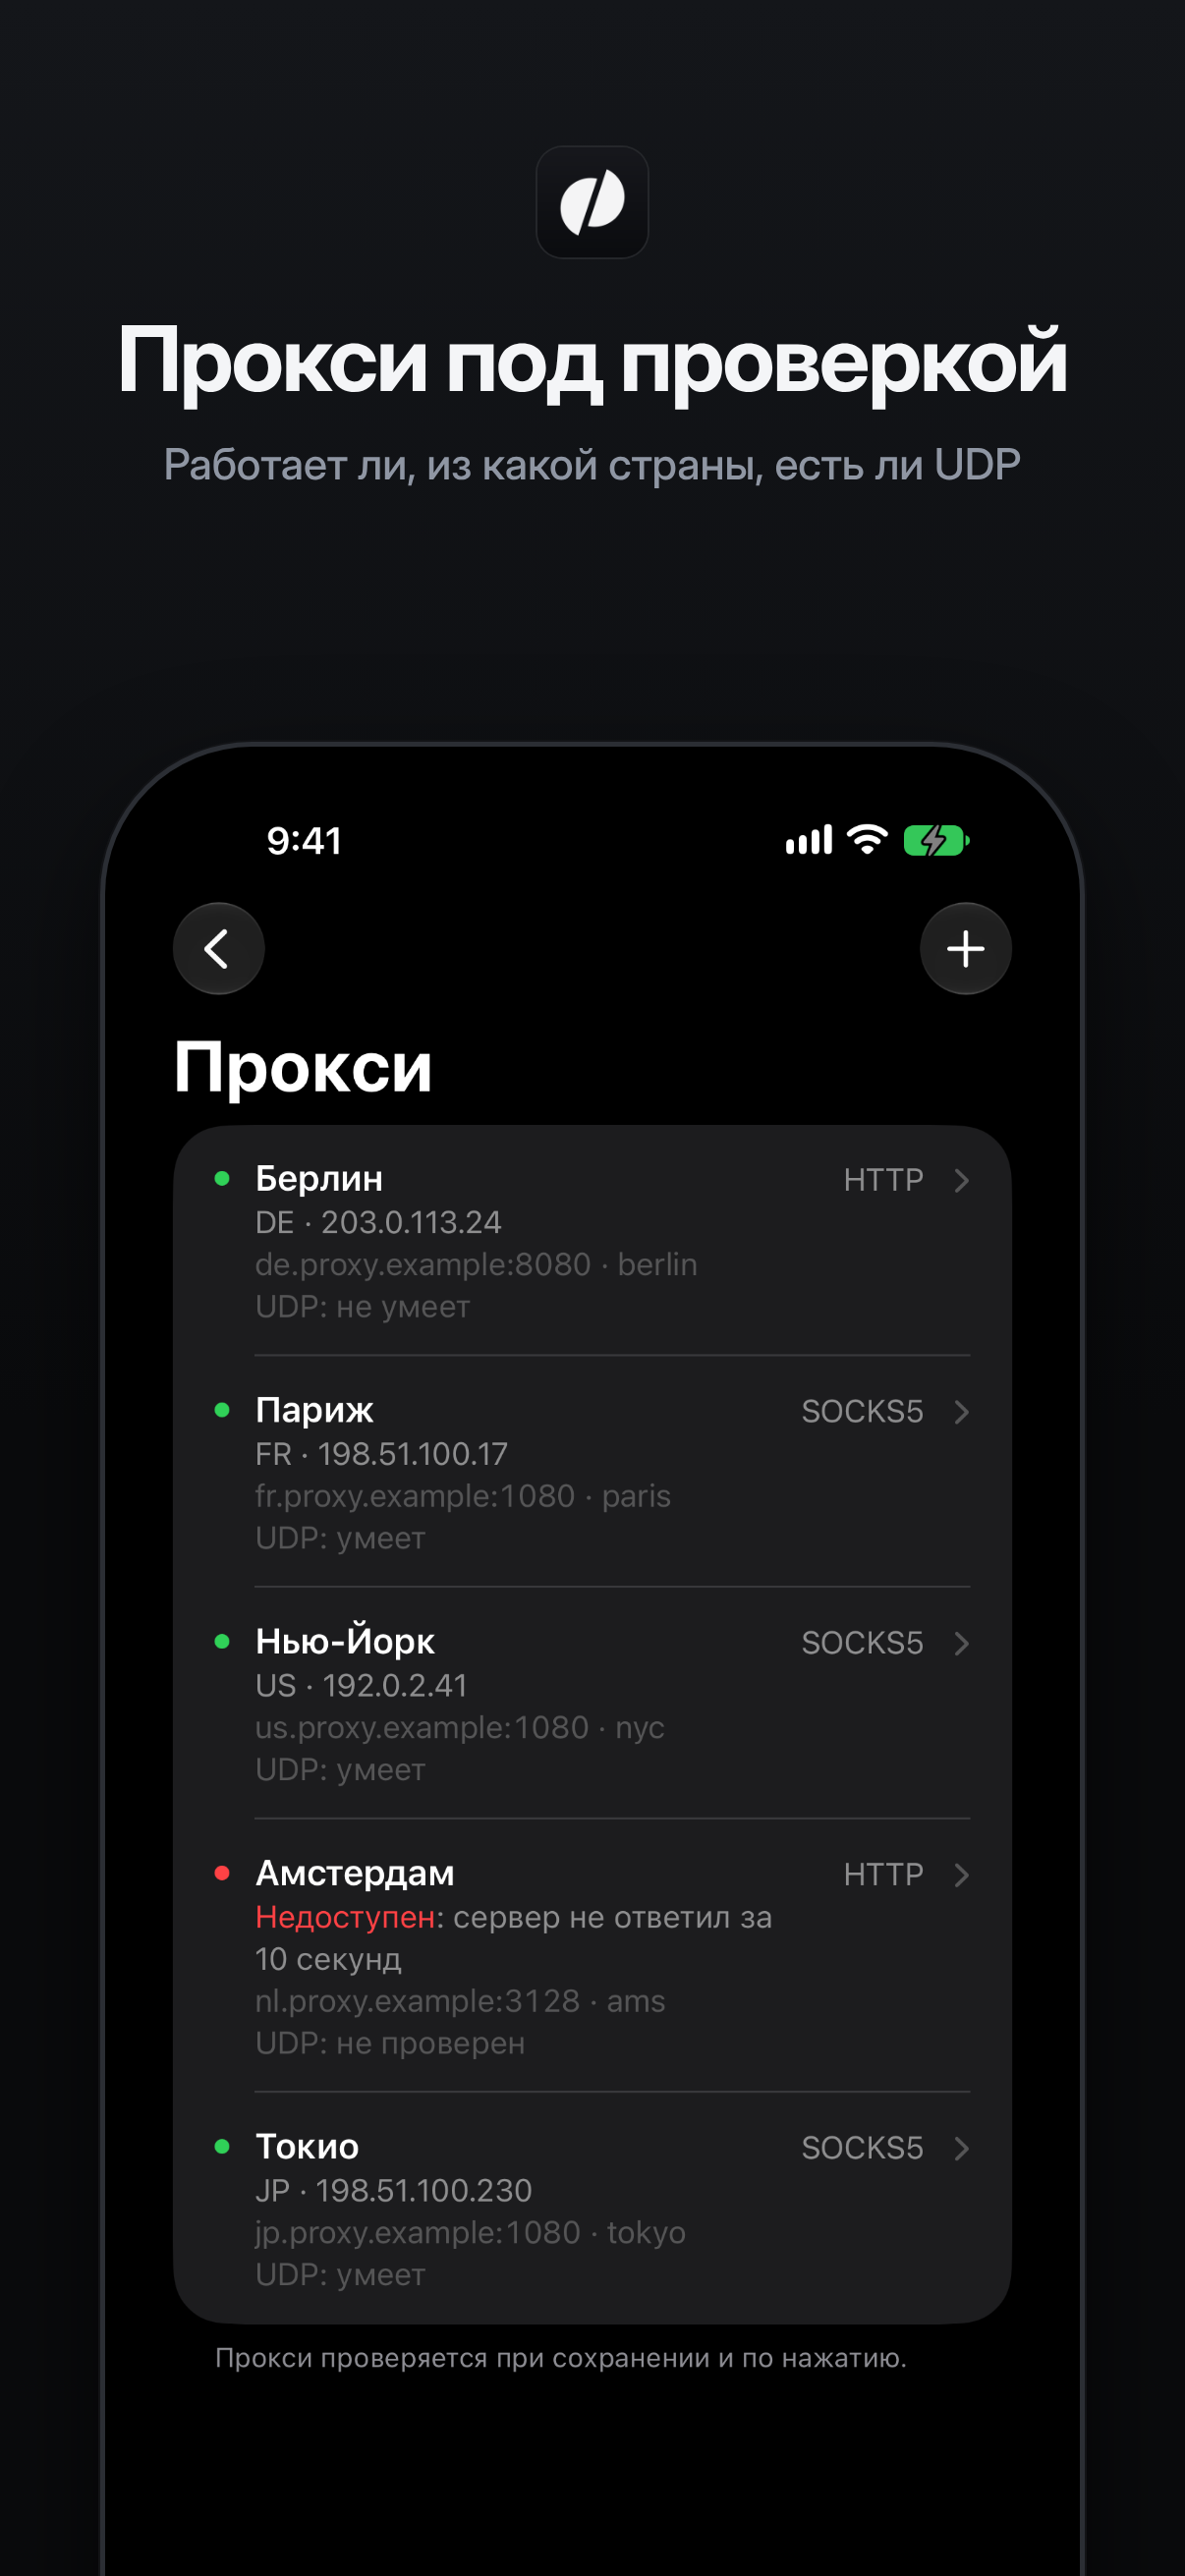 Прокси под проверкой
Работает ли, из какой страны, есть ли UDP
9:41
Прокси
Берлин HTTP
DE · 203.0.113.24
de.proxy.example:8080 · berlin
UDP: не умеет
Париж SOCKS5
FR · 198.51.100.17
fr.proxy.example:1080 · paris
UDP: умеет
Нью-Йорк SOCKS5
US · 192.0.2.41
us.proxy.example:1080 · nyc
UDP: умеет
Амстердам HTTP
Недоступен: сервер не ответил за
10 секунд
nl.proxy.example:3128 · ams
UDP: не проверен
Токио SOCKS5
JP · 198.51.100.230
jp.proxy.example:1080 · tokyo
UDP: умеет
Прокси проверяется при сохранении и по нажатию.